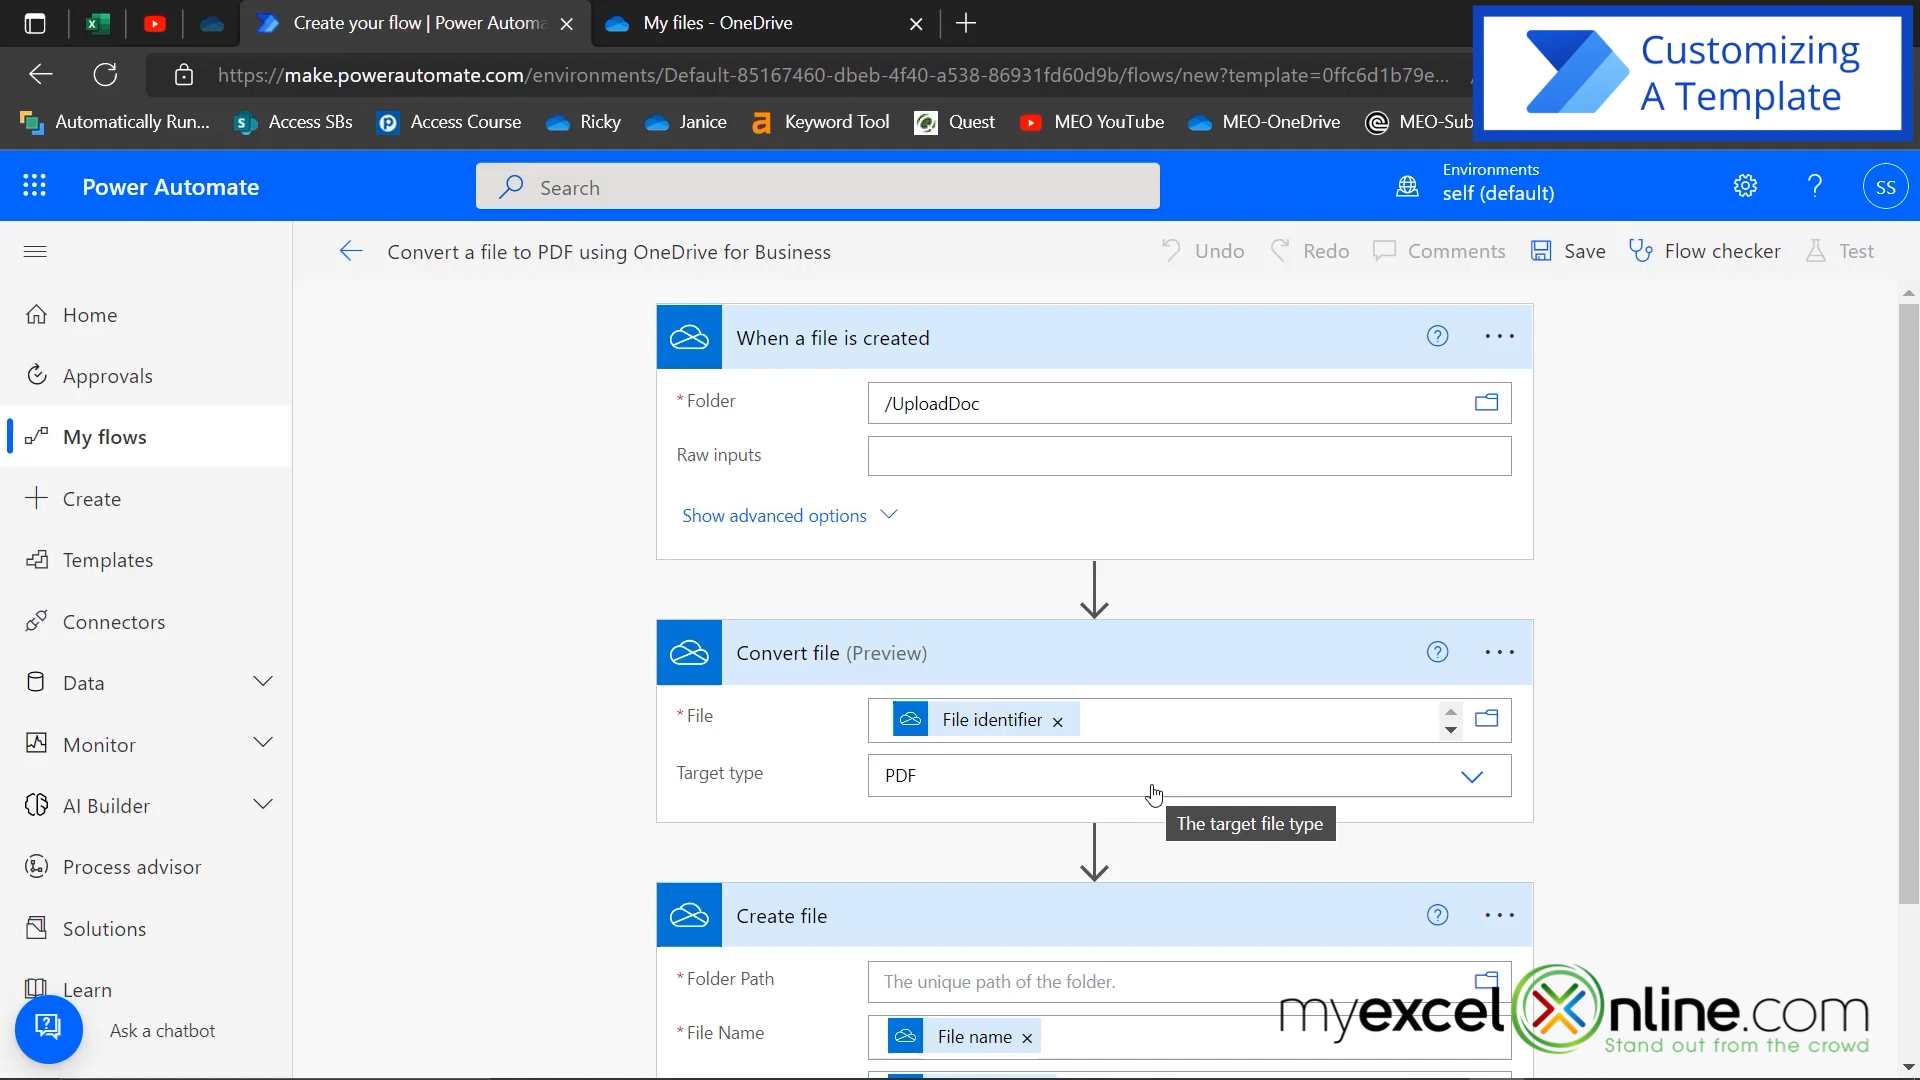 Create your flow | Power Automa
My files - OneDrive
https://make.powerautomate.com/environments/Default-85167460-dbeb-4f40-a538-86931fd60d9b/flows/new?template=0ffc6d1b79e...
Customizing
A Template
Automatically Run...
Access SBs
Access Course
Ricky
Janice
Keyword Tool
Quest
MEO YouTube
MEO-OneDrive
MEO-Sub
Power Automate
Search
Environments
self (default)
?
SS
Convert a file to PDF using OneDrive for Business
Undo
Redo
Comments
Save
Flow checker
Test
Home
Approvals
My flows
Create
Templates
Connectors
Data
Monitor
AI Builder
Process advisor
Solutions
Learn
Ask a chatbot
When a file is created
* Folder
/UploadDoc
Raw inputs
Show advanced options
Convert file (Preview)
* File
File identifier
Target type
PDF
The target file type
Create file
* Folder Path
The unique path of the folder.
* File Name
File name
myexcelOnline.com
Stand out from the crowd